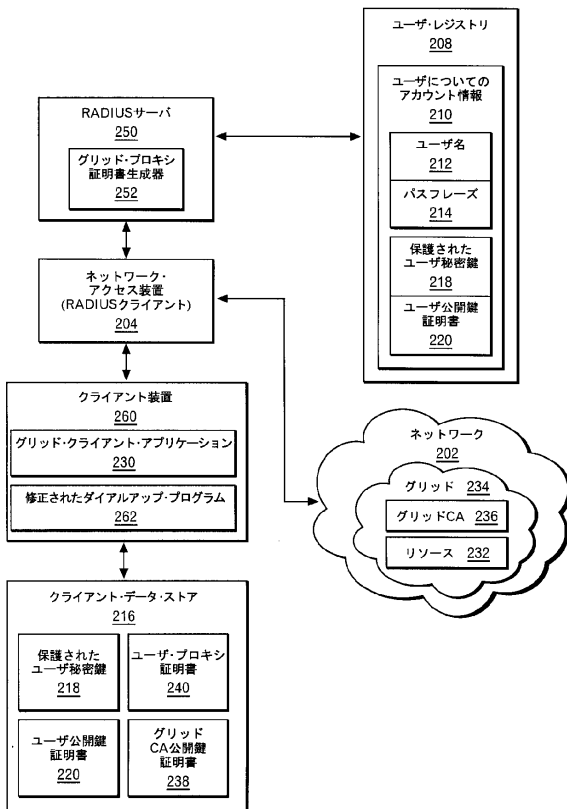 ユーザ・レジストリ
208
ユーザについての
アカウント情報
210
ユーザ名
212
パスフレーズ
214
保護された
ユーザ秘密鍵
218
ユーザ公開鍵
証明書
220
RADIUSサーバ
250
グリッド・プロキシ
証明書生成器
252
ネットワーク・
アクセス装置
(RADIUSクライアント)
204
クライアント装置
260
グリッド・クライアント・アプリケーション
230
修正されたダイアルアップ・プログラム
262
ネットワーク
202
グリッド 234
グリッドCA 236
リソース 232
クライアント・データ・ストア
216
保護された
ユーザ秘密鍵
218
ユーザ・プロキシ
証明書
240
ユーザ公開鍵
証明書
220
グリッド
CA公開鍵
証明書
238